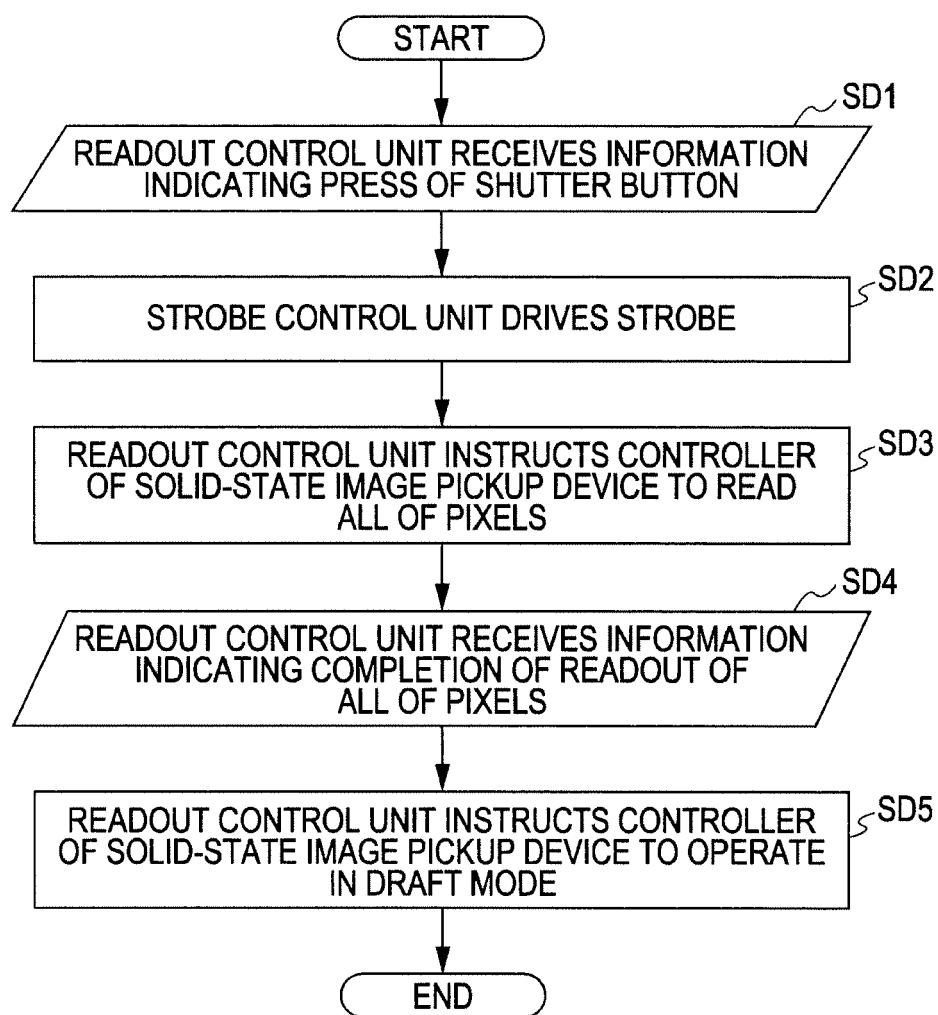 START
SD1
READOUT CONTROL UNIT RECEIVES INFORMATION
INDICATING PRESS OF SHUTTER BUTTON
SD2
STROBE CONTROL UNIT DRIVES STROBE
SD3
READOUT CONTROL UNIT INSTRUCTS CONTROLLER
OF SOLID-STATE IMAGE PICKUP DEVICE TO READ
ALL OF PIXELS
SD4
READOUT CONTROL UNIT RECEIVES INFORMATION
INDICATING COMPLETION OF READOUT OF
ALL OF PIXELS
SD5
READOUT CONTROL UNIT INSTRUCTS CONTROLLER
OF SOLID-STATE IMAGE PICKUP DEVICE TO OPERATE
IN DRAFT MODE
END